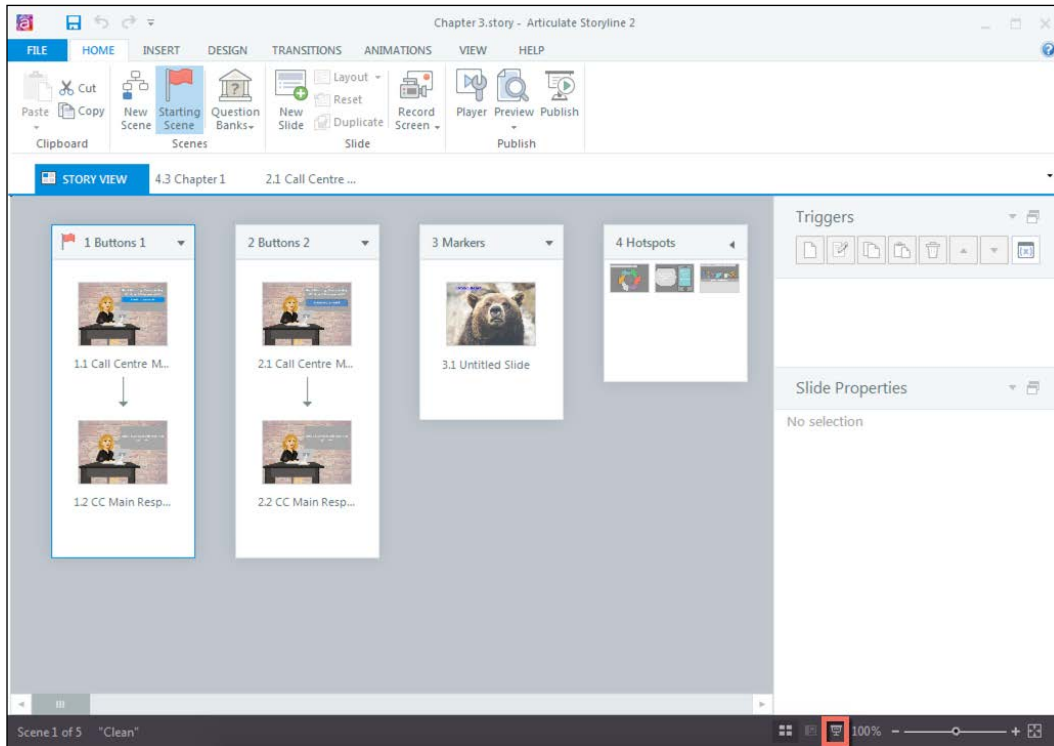 Chapter 3.story - Articulate Storyline 2
FILE HOME INSERT DESIGN TRANSITIONS ANIMATIONS VIEW HELP
Paste Cut Copy
Clipboard
New Scene Starting Scene Question Banks
Scenes
New Slide Layout Reset Duplicate Record Screen
Slide
Player Preview Publish
Publish
STORY VIEW 4.3 Chapter 1 2.1 Call Centre ...
1 Buttons 1
1.1 Call Centre M...
1.2 CC Main Resp...
2 Buttons 2
2.1 Call Centre M...
2.2 CC Main Resp...
3 Markers
3.1 Untitled Slide
4 Hotspots
Triggers
Slide Properties
No selection
Scene 1 of 5 "Clean" 100%